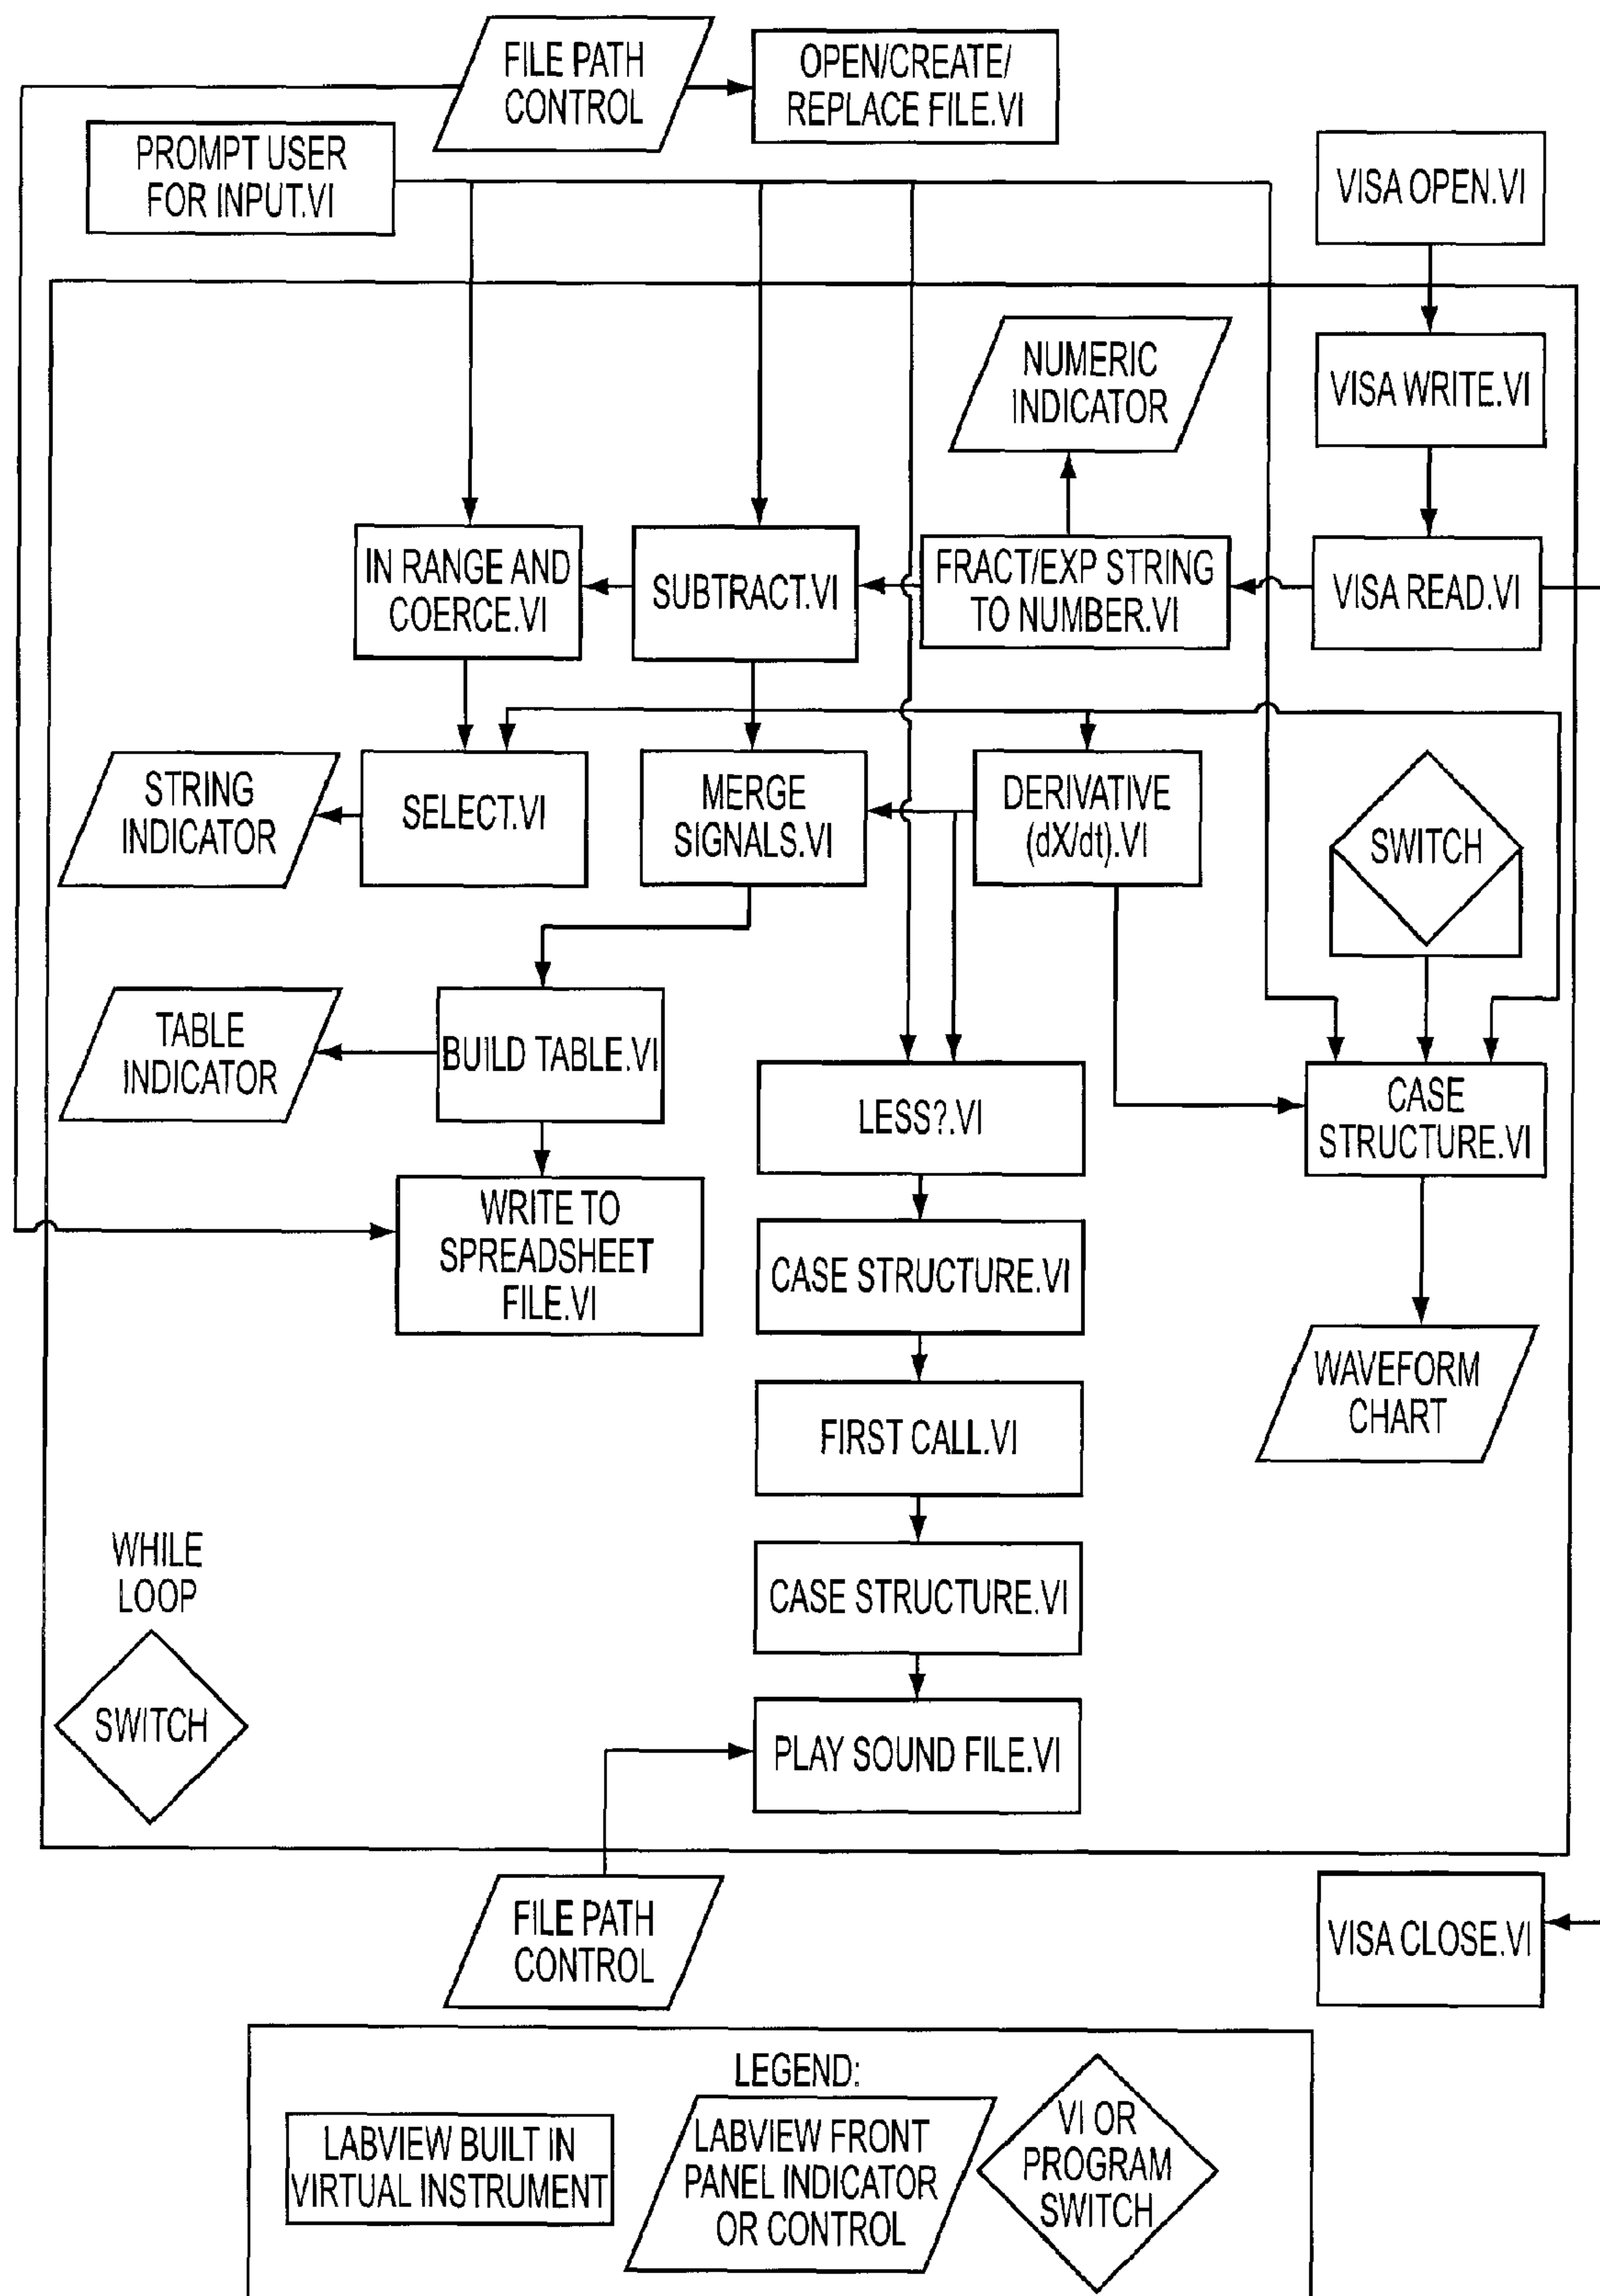 FILE PATH
CONTROL
OPEN/CREATE/
REPLACE FILE.VI
PROMPT USER
FOR INPUT.VI
VISA OPEN.VI
NUMERIC
INDICATOR
VISA WRITE.VI
IN RANGE AND
COERCE.VI
SUBTRACT.VI
FRACT/EXP STRING
TO NUMBER.VI
VISA READ.VI
STRING
INDICATOR
SELECT.VI
MERGE
SIGNALS.VI
DERIVATIVE
(dX/dt).VI
SWITCH
TABLE
INDICATOR
BUILD TABLE.VI
LESS?.VI
CASE
STRUCTURE.VI
WRITE TO
SPREADSHEET
FILE.VI
CASE STRUCTURE.VI
WAVEFORM
CHART
FIRST CALL.VI
WHILE
LOOP
CASE STRUCTURE.VI
SWITCH
PLAY SOUND FILE.VI
FILE PATH
CONTROL
VISA CLOSE.VI
LEGEND:
LABVIEW BUILT IN
VIRTUAL INSTRUMENT
LABVIEW FRONT
PANEL INDICATOR
OR CONTROL
VI OR
PROGRAM
SWITCH